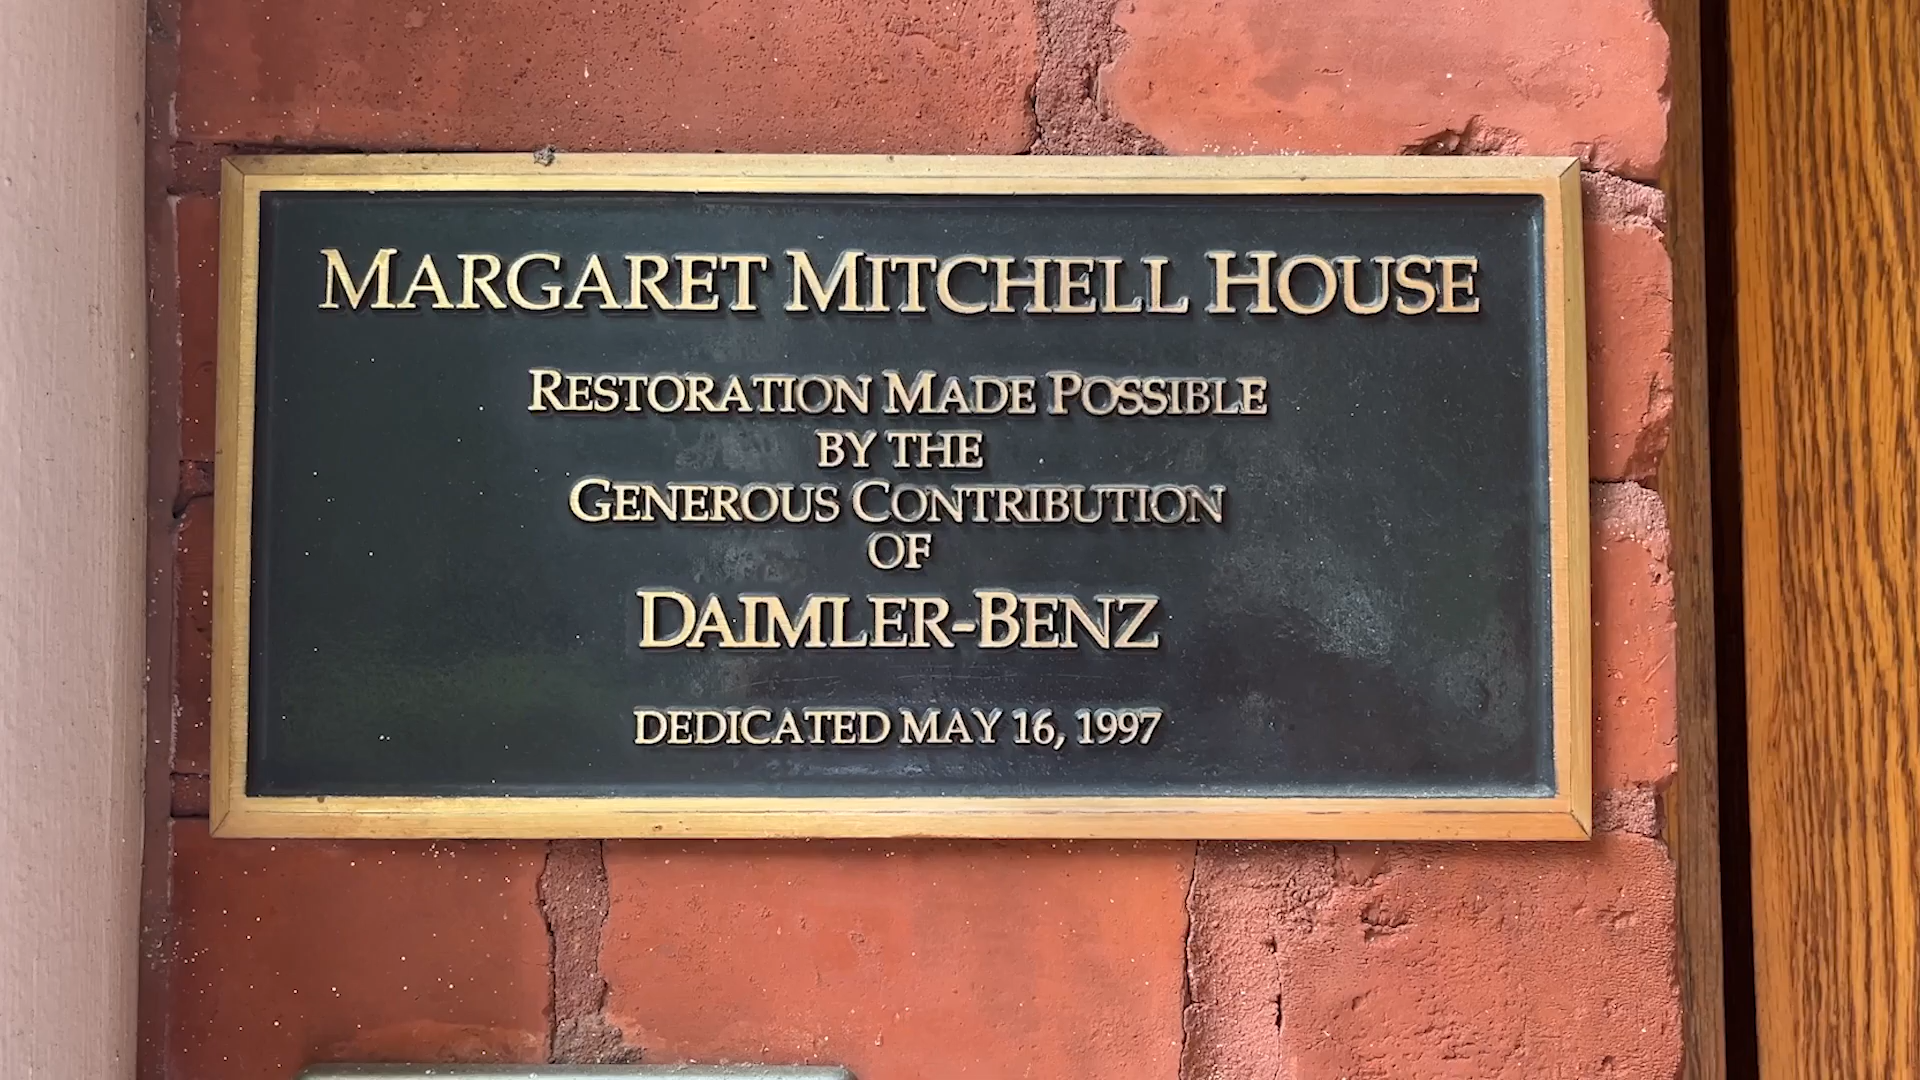 MARGARET MITCHELL HOUSE
RESTORATION MADE POSSIBLE
BY THE
GENEROUS CONTRIBUTION
OF
DAIMLER-BENZ
DEDICATED MAY 16, 1997